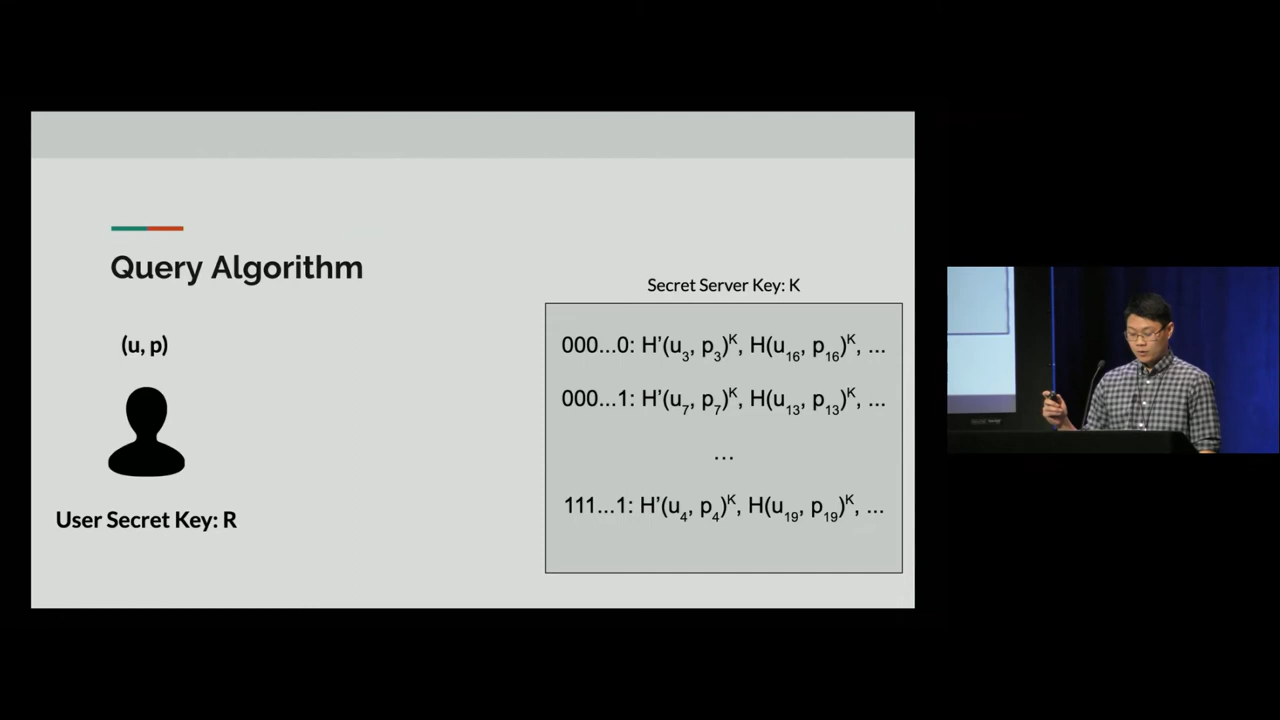 Query Algorithm
(u, p)
User Secret Key: R
Secret Server Key: K
000...0: H'(u₃, p₃)ᴷ, H(u₁₆, p₁₆)ᴷ, ...
000...1: H'(u₇, p₇)ᴷ, H(u₁₃, p₁₃)ᴷ, ...
...
111...1: H'(u₄, p₄)ᴷ, H(u₁₉, p₁₉)ᴷ, ...